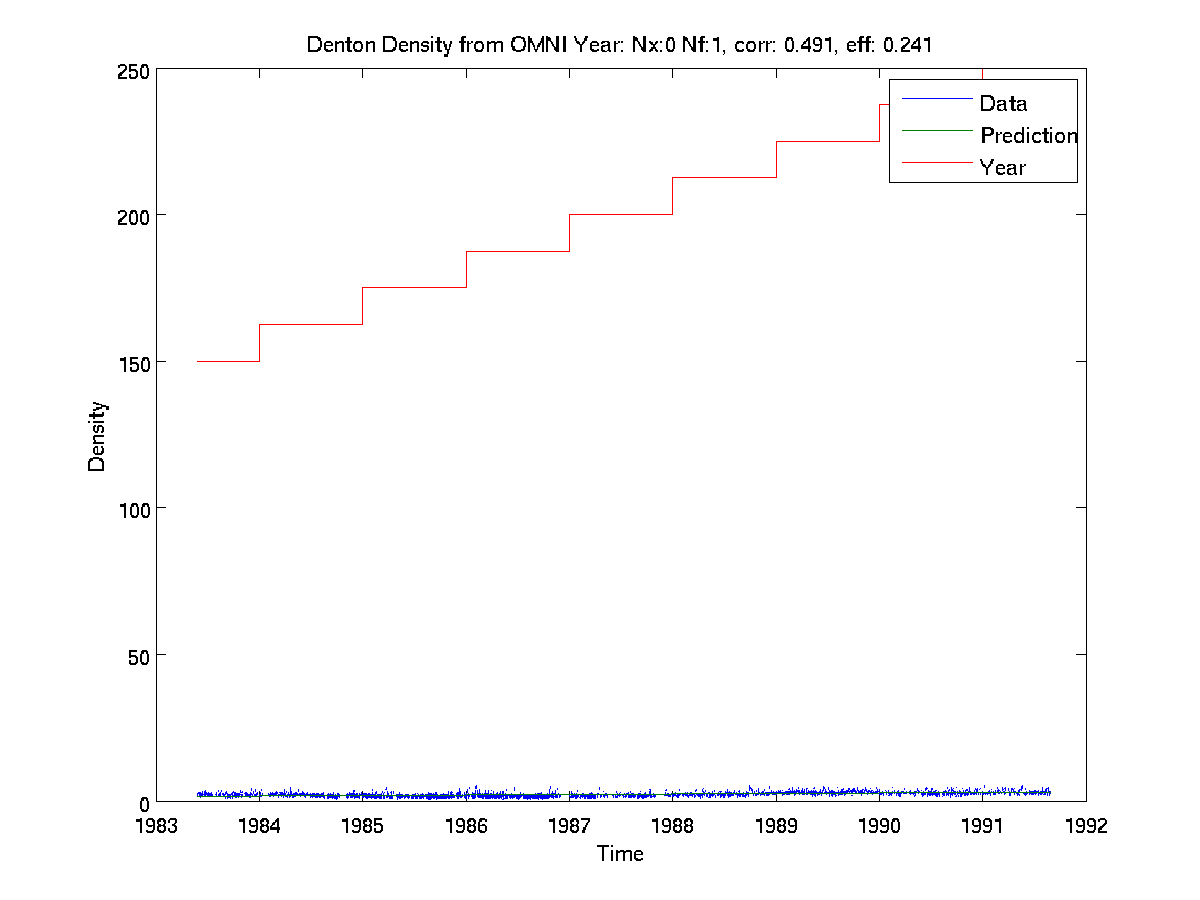 Denton Density from OMNI Year: Nx:0 Nf:1, corr: 0.491, eff: 0.241
250
200
150
100
50
0
Density
Data
Prediction
Year
1983 1984 1985 1986 1987 1988 1989 1990 1991 1992
Time